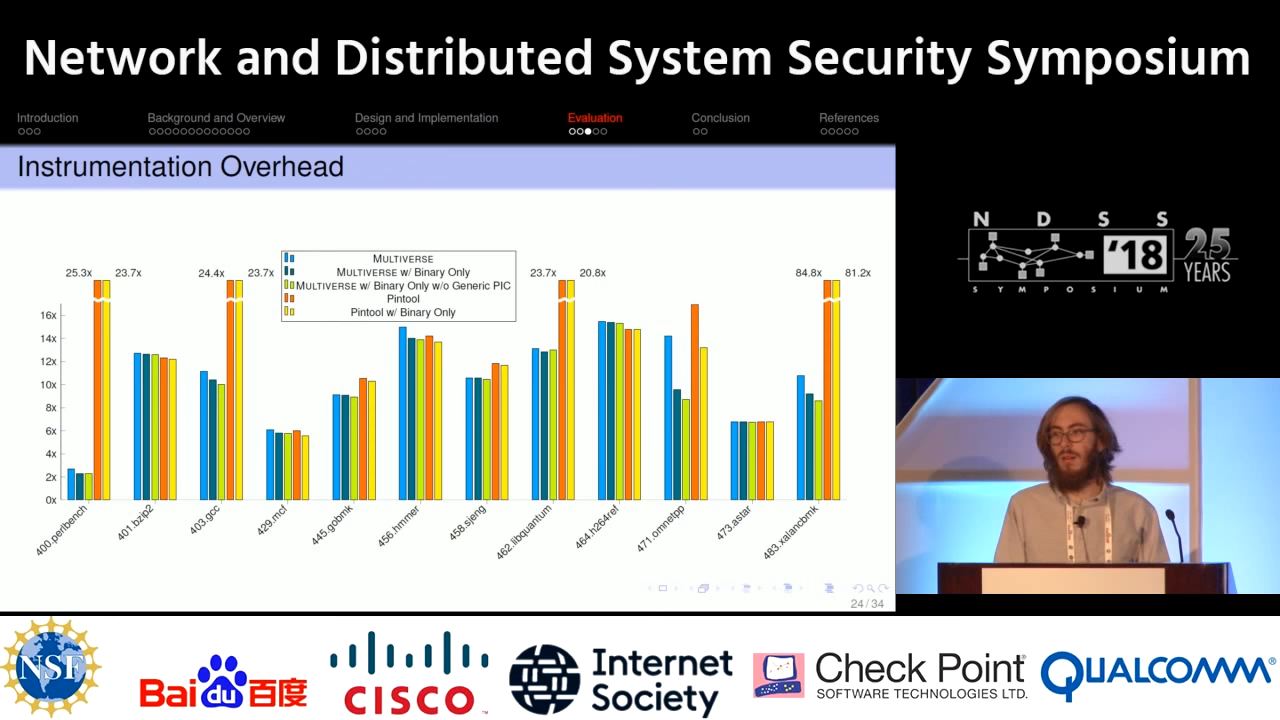 Network and Distributed System Security Symposium
Introduction Background and Overview Design and Implementation Evaluation Conclusion References
Instrumentation Overhead
MULTIVERSE
MULTIVERSE w/ Binary Only
MULTIVERSE w/ Binary Only w/o Generic PIC
Pintool
Pintool w/ Binary Only
25.3x 23.7x 24.4x 23.7x 23.7x 20.8x 84.8x 81.2x
16x
14x
12x
10x
8x
6x
4x
2x
0x
400.perlbench
401.bzip2
403.gcc
429.mcf
445.gobmk
456.hmmer
458.sjeng
462.libquantum
464.h264ref
471.omnetpp
473.astar
483.xalancbmk
24 / 34
N D S S
'18
25
YEARS
S Y M P O S I U M
NSF
Bai du 百度
CISCO
Internet
Society
Check Point
SOFTWARE TECHNOLOGIES LTD.
QUALCOMM®